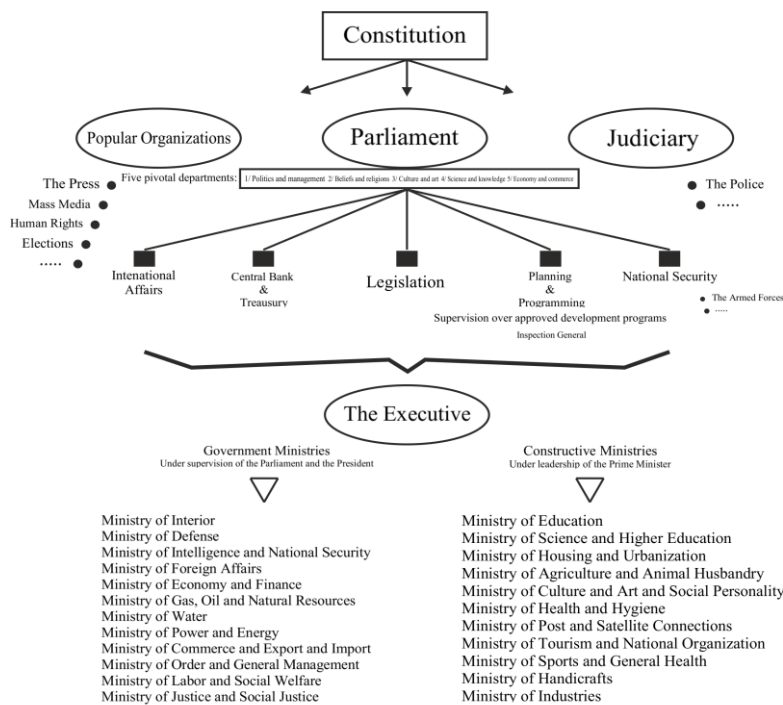 Constitution
Popular Organizations
Parliament
Judiciary
Five pivotal departments:
1/ Politics and management 2/ Beliefs and religions 3/ Culture and art 4/ Science and knowledge 5/ Economy and commerce
The Press
Mass Media
Human Rights
Elections
.....
The Police
.....
Intenational
Affairs
Central Bank
&
Treausury
Legislation
Planning
&
Programming
National Security
Supervision over approved development programs
Inspection General
The Armed Forces
.....
The Executive
Government Ministries
Under supervision of the Parliament and the President
Ministry of Interior
Ministry of Defense
Ministry of Intelligence and National Security
Ministry of Foreign Affairs
Ministry of Economy and Finance
Ministry of Gas, Oil and Natural Resources
Ministry of Water
Ministry of Power and Energy
Ministry of Commerce and Export and Import
Ministry of Order and General Management
Ministry of Labor and Social Welfare
Ministry of Justice and Social Justice
Constructive Ministries
Under leadership of the Prime Minister
Ministry of Education
Ministry of Science and Higher Education
Ministry of Housing and Urbanization
Ministry of Agriculture and Animal Husbandry
Ministry of Culture and Art and Social Personality
Ministry of Health and Hygiene
Ministry of Post and Satellite Connections
Ministry of Tourism and National Organization
Ministry of Sports and General Health
Ministry of Handicrafts
Ministry of Industries